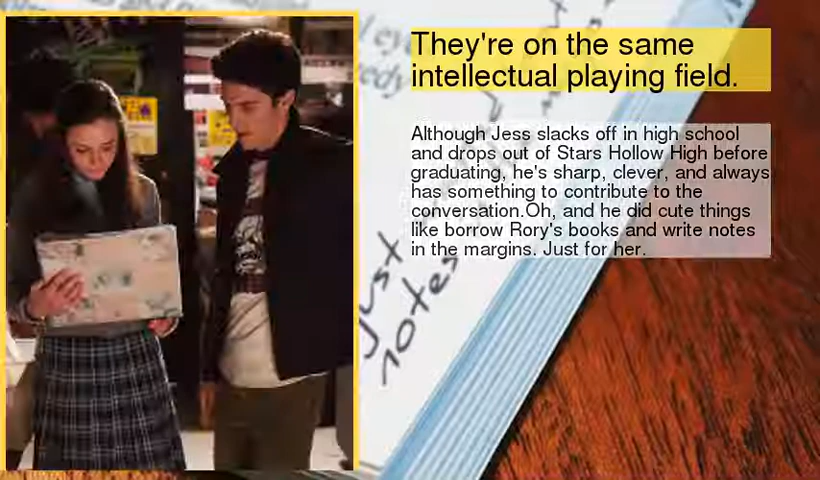 They're on the same
intellectual playing field.
Although Jess slacks off in high school
and drops out of Stars Hollow High before
graduating, he's sharp, clever, and always
has something to contribute to the
conversation.Oh, and he did cute things
like borrow Rory's books and write notes
in the margins. Just for her.
just
notes